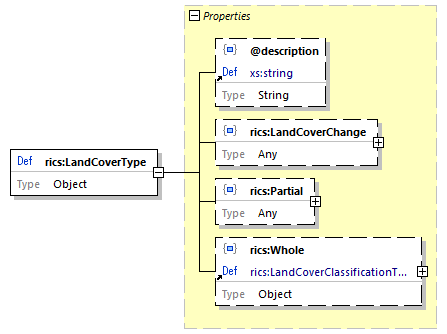 Properties
@description
Def xs:string
Type String
rics:LandCoverChange
Type Any
Def rics:LandCoverType
Type Object
rics:Partial
Type Any
rics:Whole
Def rics:LandCoverClassificationT...
Type Object